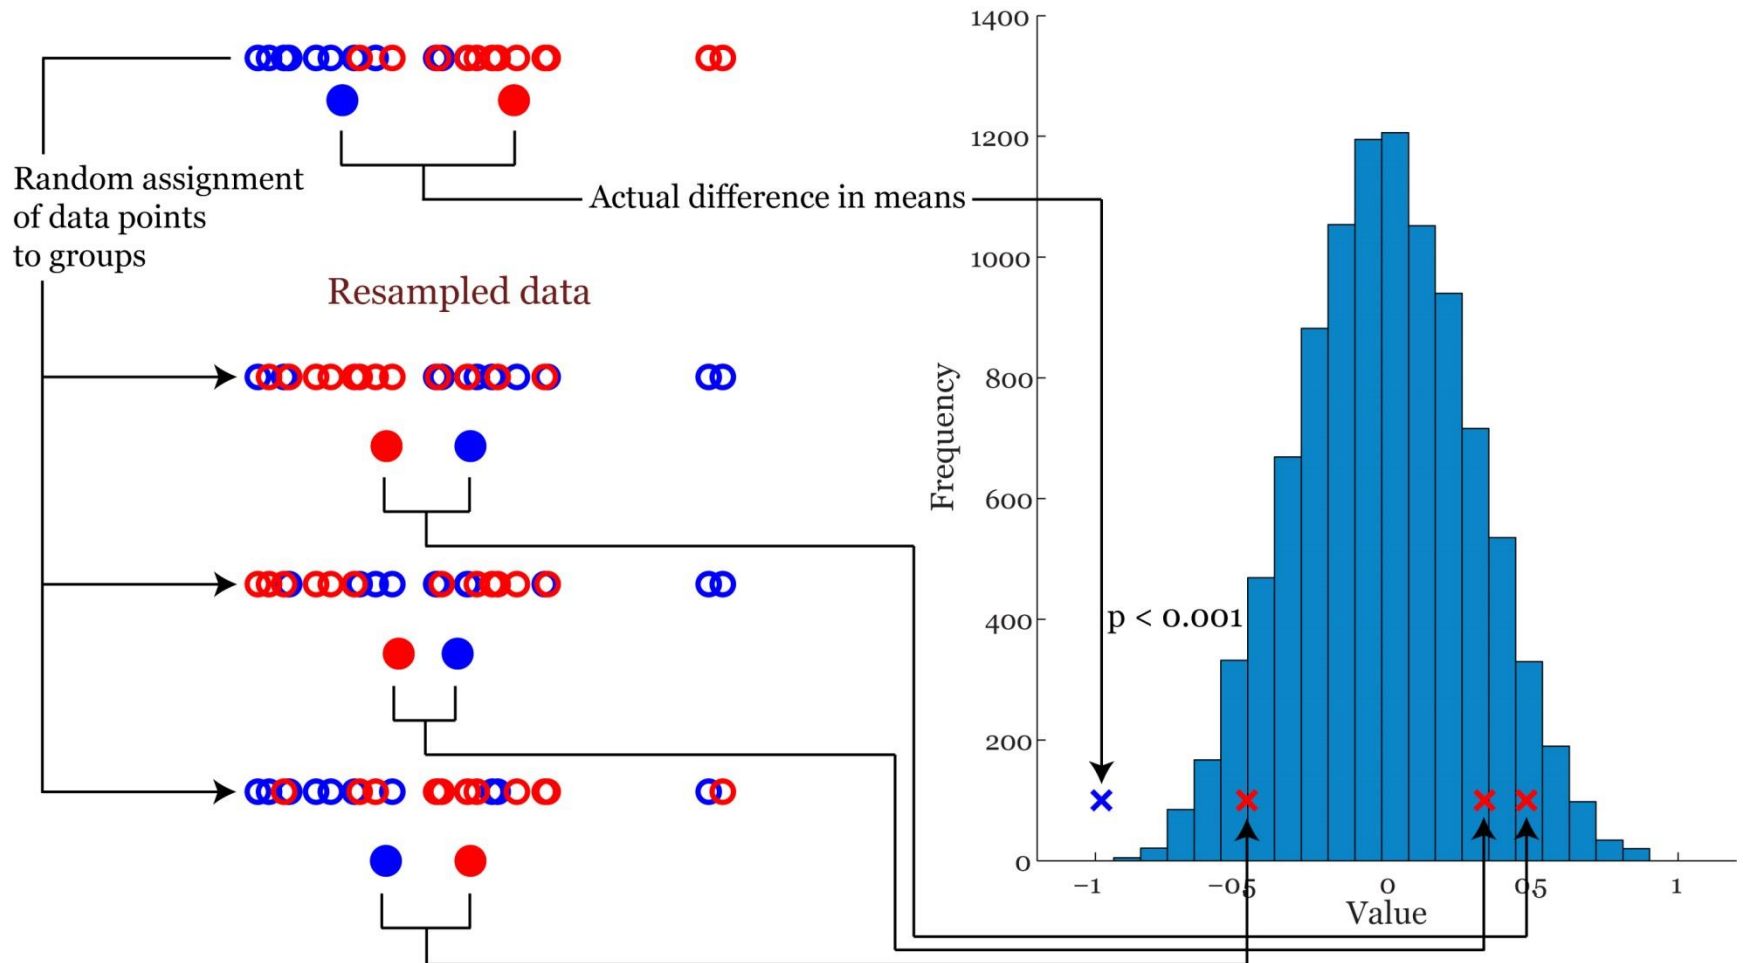 Random assignment
of data points
to groups
Actual difference in means
Resampled data
Frequency
1400
1200
1000
800
600
400
200
0
p < 0.001
−1
−0.5
0
0.5
1
Value